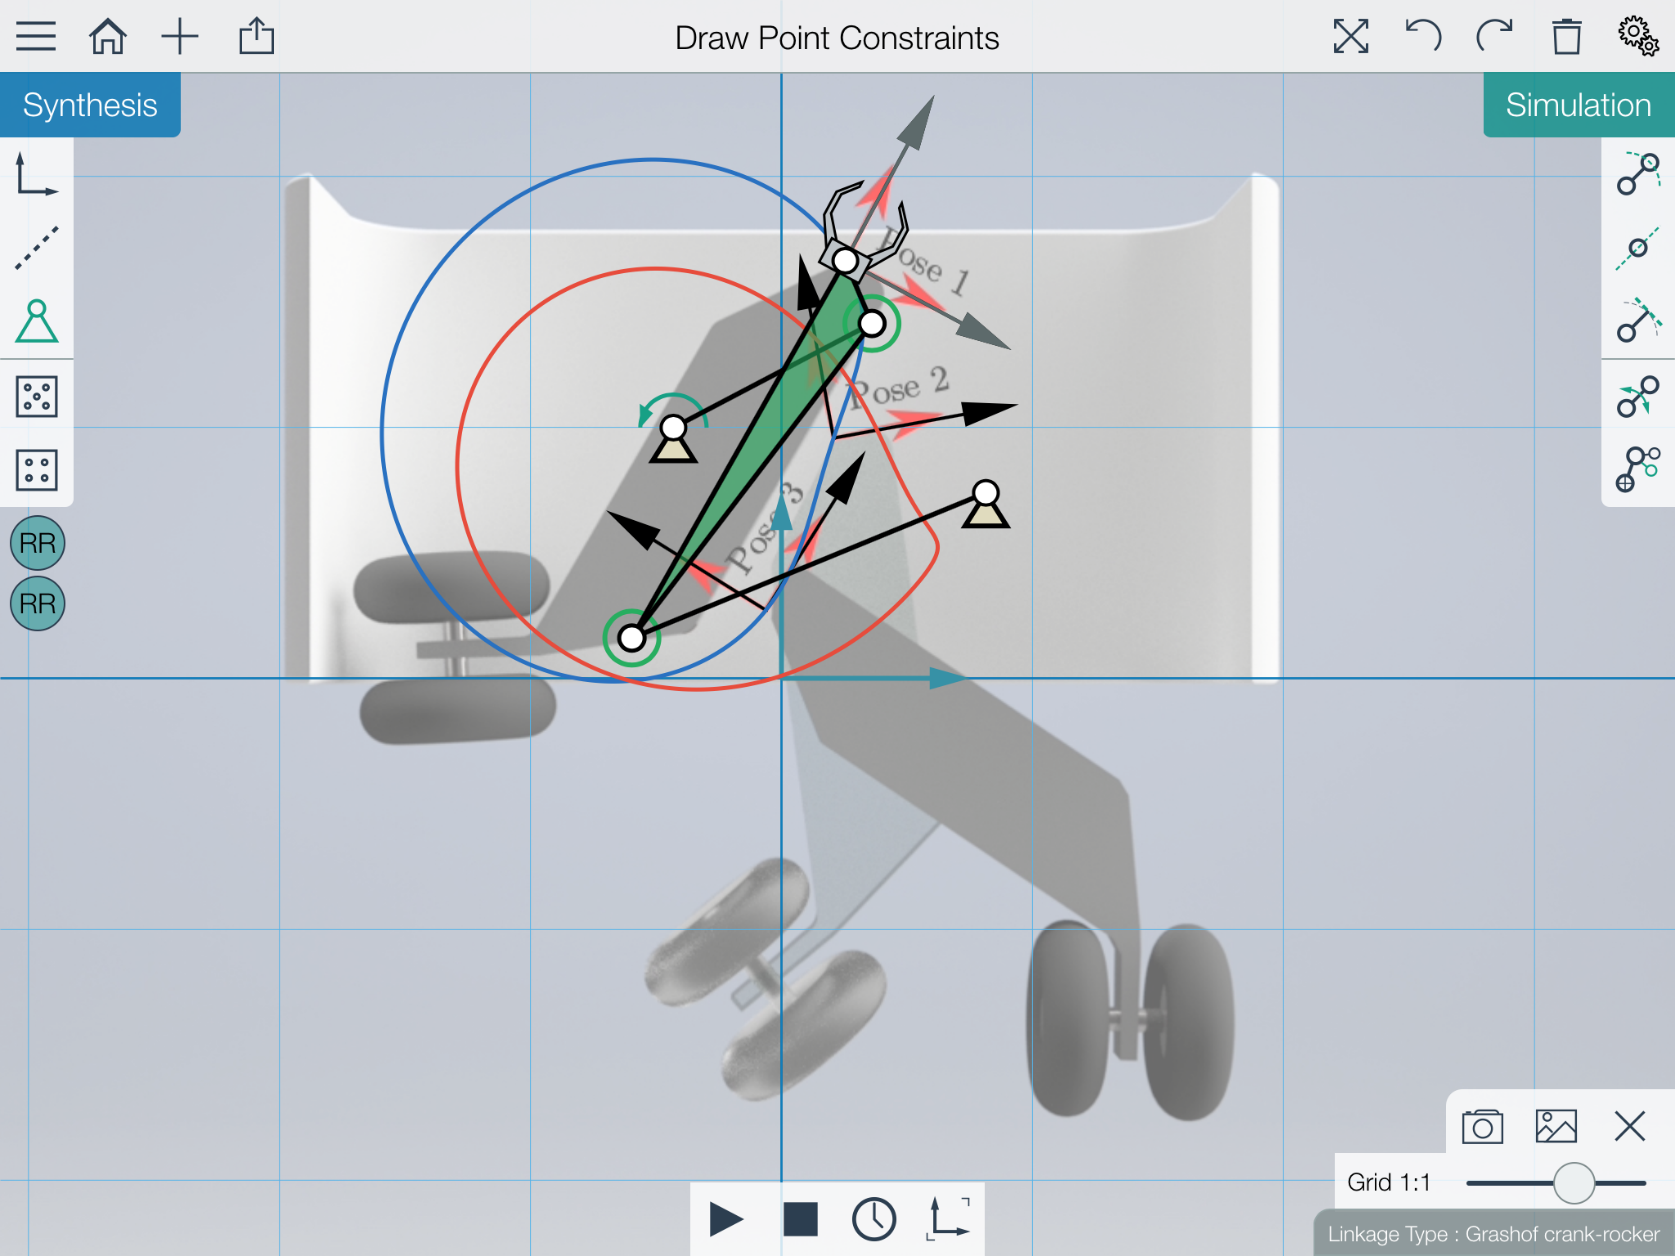 Draw Point Constraints
Synthesis
Simulation
Pose 1
Pose 2
Pose 3
RR
RR
Grid 1:1
Linkage Type : Grashof crank-rocker